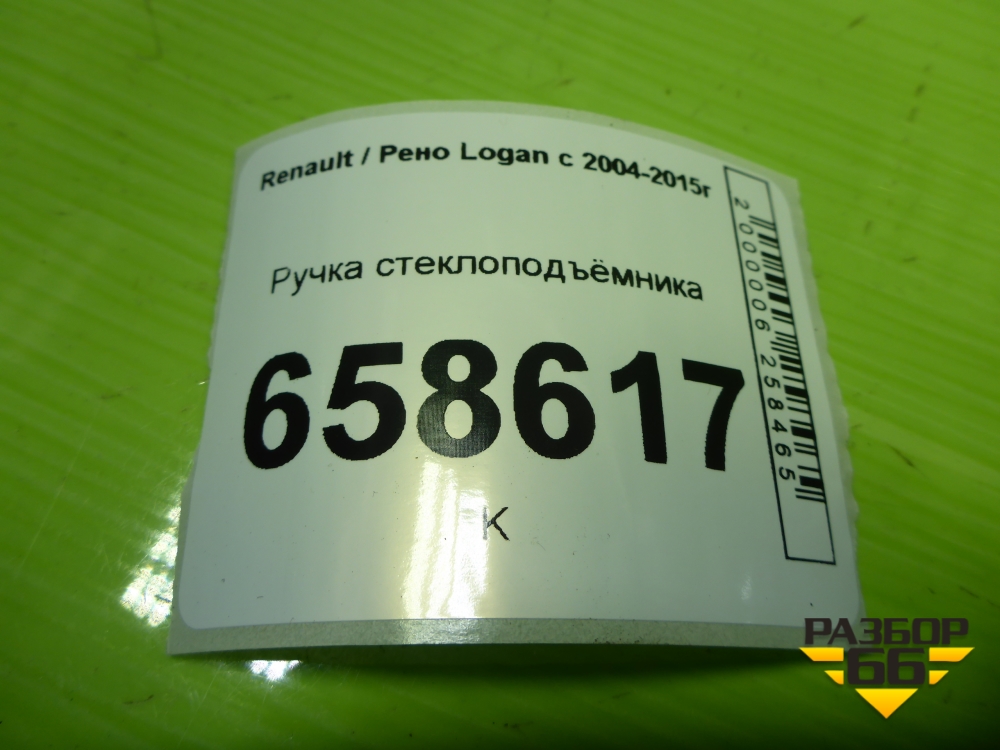 Renault / Рено Logan с 2004-2015г
Ручка стеклоподъёмника
658617
К
2000006258465
РАЗБОР
66